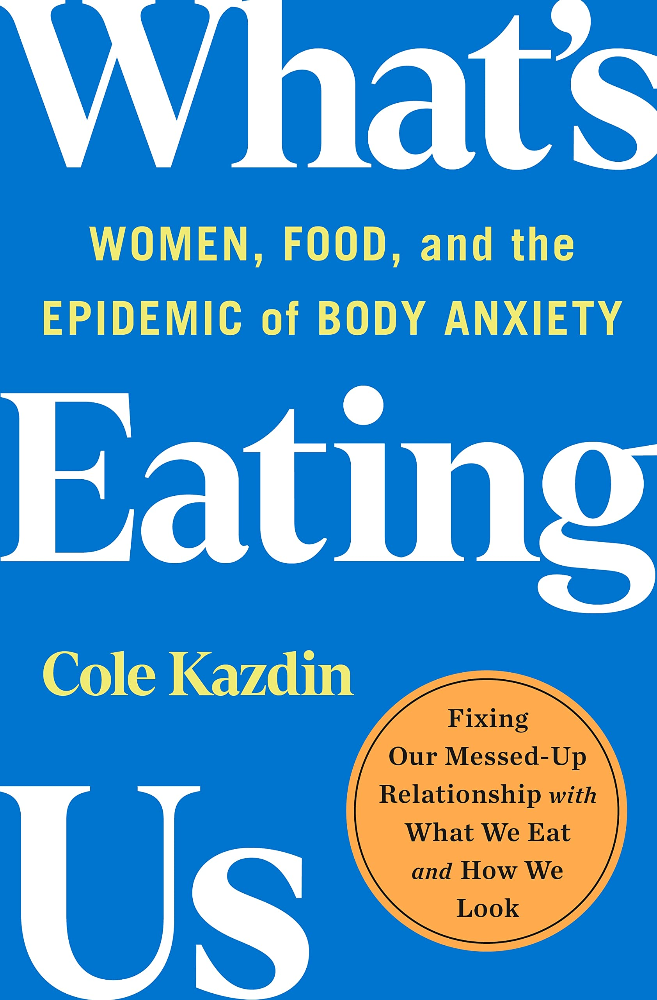 What's
WOMEN, FOOD, and the
EPIDEMIC of BODY ANXIETY
Eating
Cole Kazdin
Us
Fixing
Our Messed-Up
Relationship with
What We Eat
and How We
Look